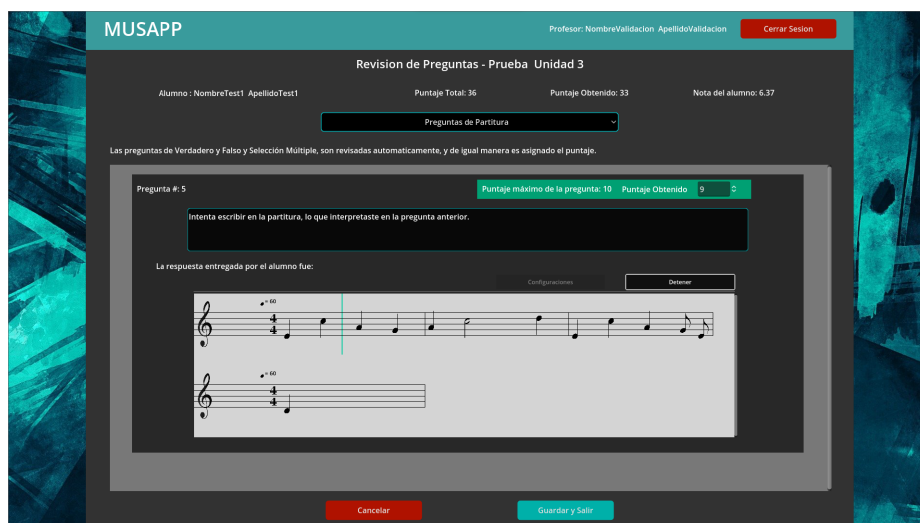 MUSAPP
Profesor: NombreValidacion ApellidoValidacion
Cerrar Sesion
Revision de Preguntas - Prueba Unidad 3
Alumno : NombreTest1 ApellidoTest1
Puntaje Total: 36
Puntaje Obtenido: 33
Nota del alumno: 6.37
Preguntas de Partitura
Las preguntas de Verdadero y Falso y Selección Múltiple, son revisadas automaticamente, y de igual manera es asignado el puntaje.
Pregunta #: 5
Puntaje máximo de la pregunta: 10
Puntaje Obtenido
9
Intenta escribir en la partitura, lo que interpretaste en la pregunta anterior.
La respuesta entregada por el alumno fue:
Configuraciones
Detener
= 60
4
4
= 60
4
4
Cancelar
Guardar y Salir